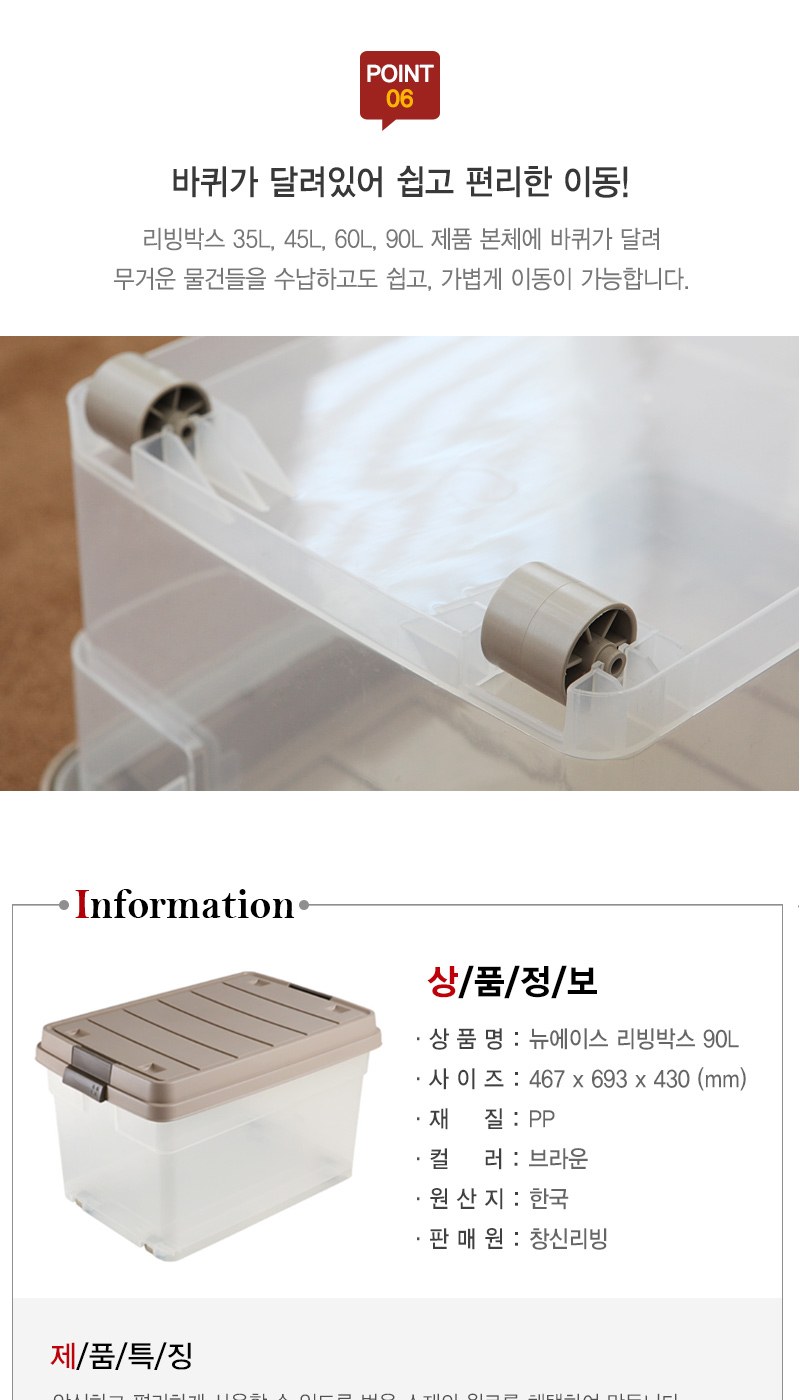 POINT
06
바퀴가 달려있어 쉽고 편리한 이동!
리빙박스 35L, 45L, 60L, 90L 제품 본체에 바퀴가 달려
무거운 물건들을 수납하고도 쉽고, 가볍게 이동이 가능합니다.
Information
상/품/정/보
· 상 품 명 : 뉴에이스 리빙박스 90L
· 사 이 즈 : 467 x 693 x 430 (mm)
· 재 질 : PP
· 컬 러 : 브라운
· 원 산 지 : 한국
· 판 매 원 : 창신리빙
제/품/특/징